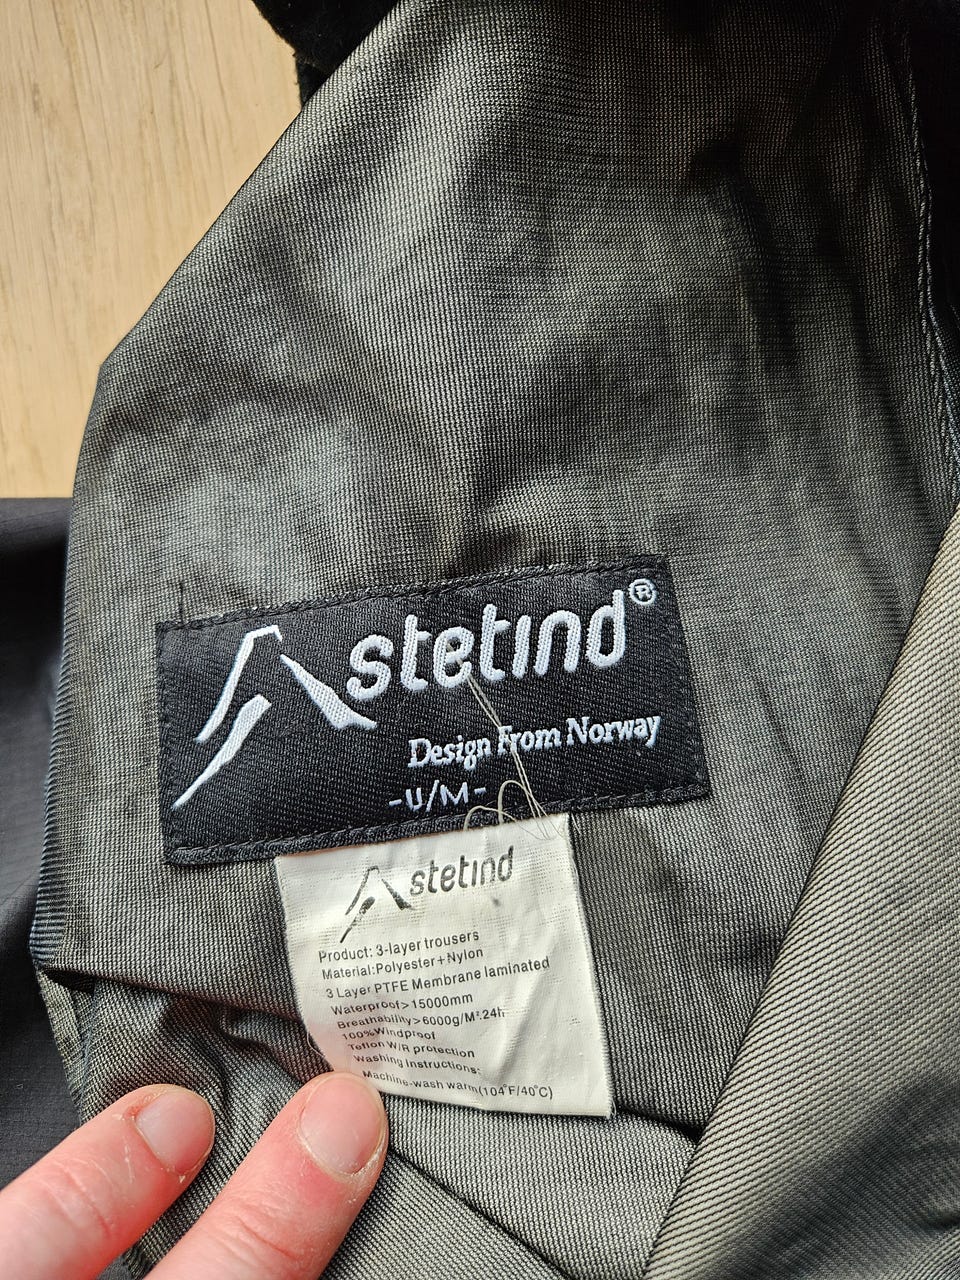 stetind®
Design From Norway
-U/M-
stetind
Product: 3-layer trousers
Material:Polyester+Nylon
3 Layer PTFE Membrane laminated
Waterproof>15000mm
Breathability>6000g/M².24h
100%Windproof
Teflon W/R protection
Washing Instructions:
Machine-wash warm(104°F/40°C)